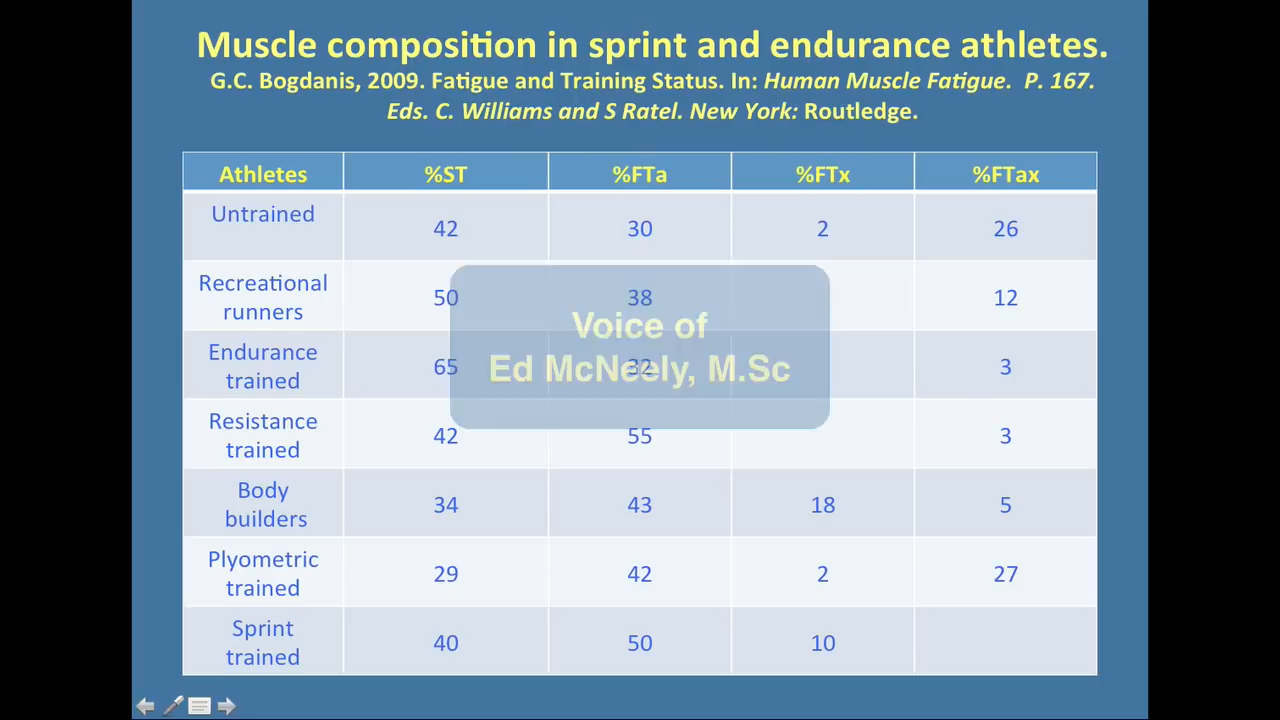 Muscle composition in sprint and endurance athletes.
G.C. Bogdanis, 2009. Fatigue and Training Status. In: Human Muscle Fatigue. P. 167.
Eds. C. Williams and S Ratel. New York: Routledge.
Athletes %ST %FTa %FTx %FTax
Untrained 42 30 2 26
Recreational runners 50 38 12
Endurance trained 65 32 3
Resistance trained 42 55 3
Body builders 34 43 18 5
Plyometric trained 29 42 2 27
Sprint trained 40 50 10
Voice of
Ed McNeely, M.Sc